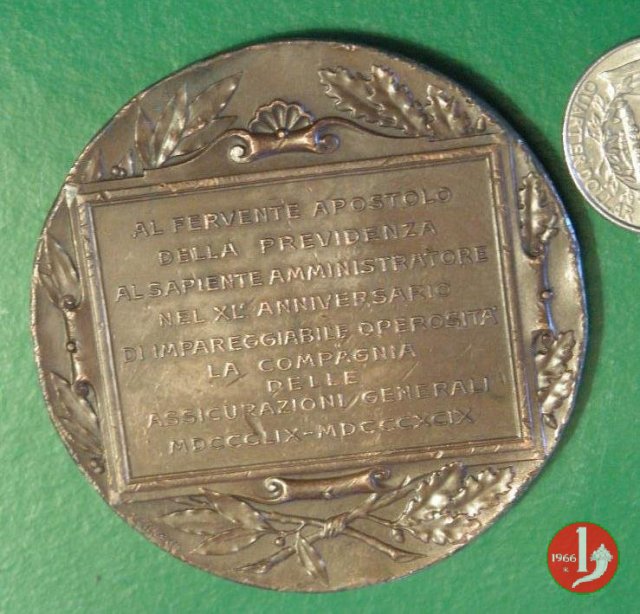 AL FERVENTE APOSTOLO
DELLA PREVIDENZA
AL SAPIENTE AMMINISTRATORE
NEL XL° ANNIVERSARIO
DI IMPAREGGIABILE OPEROSITÀ
LA COMPAGNIA
DELLE
ASSICURAZIONI GENERALI
MDCCCLIX-MDCCCXCIX
1966